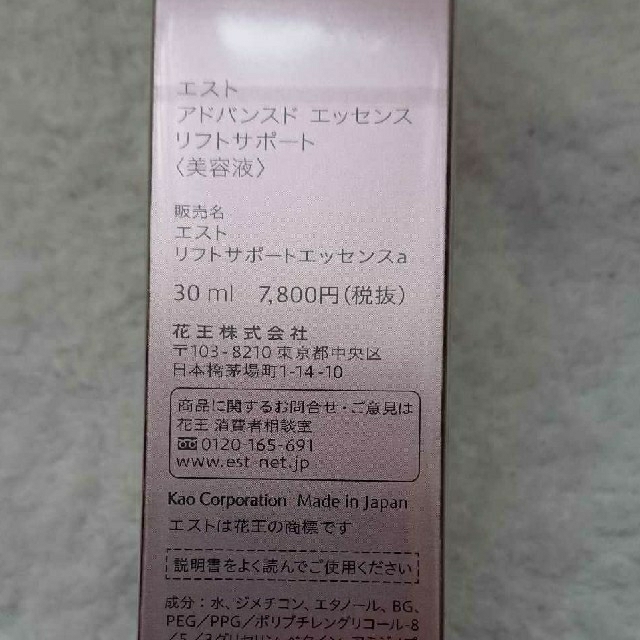 エスト
アドバンスド エッセンス
リフトサポート
〈美容液〉
販売名
エスト
リフトサポートエッセンスa
30 ml 7,800円(税抜)
花王株式会社
〒103-8210 東京都中央区
日本橋茅場町1-14-10
商品に関するお問合せ・ご意見は
花王 消費者相談室
0120-165-691
www.est-net.jp
Kao Corporation Made in Japan
エストは花王の商標です
説明書をよく読んでご使用ください
成分:水、ジメチコン、エタノール、BG、
PEG/PPG/ポリブチレングリコール-8